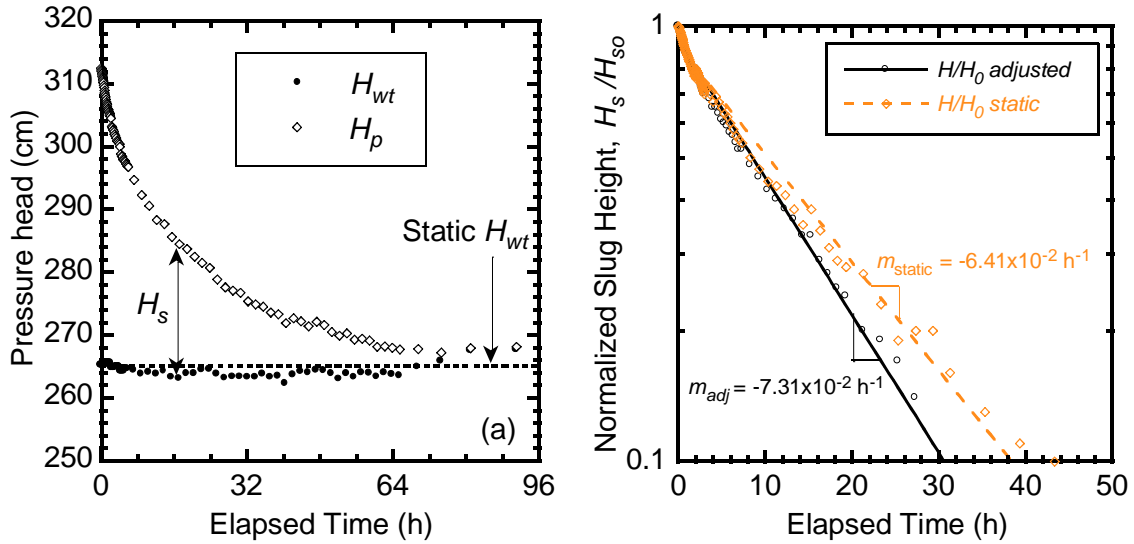 320
310
300
290
280
270
260
250
Pressure head (cm)
H_wt
H_p
Static H_wt
H_s
(a)
0
32
64
96
Elapsed Time (h)
1
0.1
Normalized Slug Height, H_s /H_so
H/H_0 adjusted
H/H_0 static
m_static = -6.41x10^-2 h^-1
m_adj = -7.31x10^-2 h^-1
0
10
20
30
40
50
Elapsed Time (h)